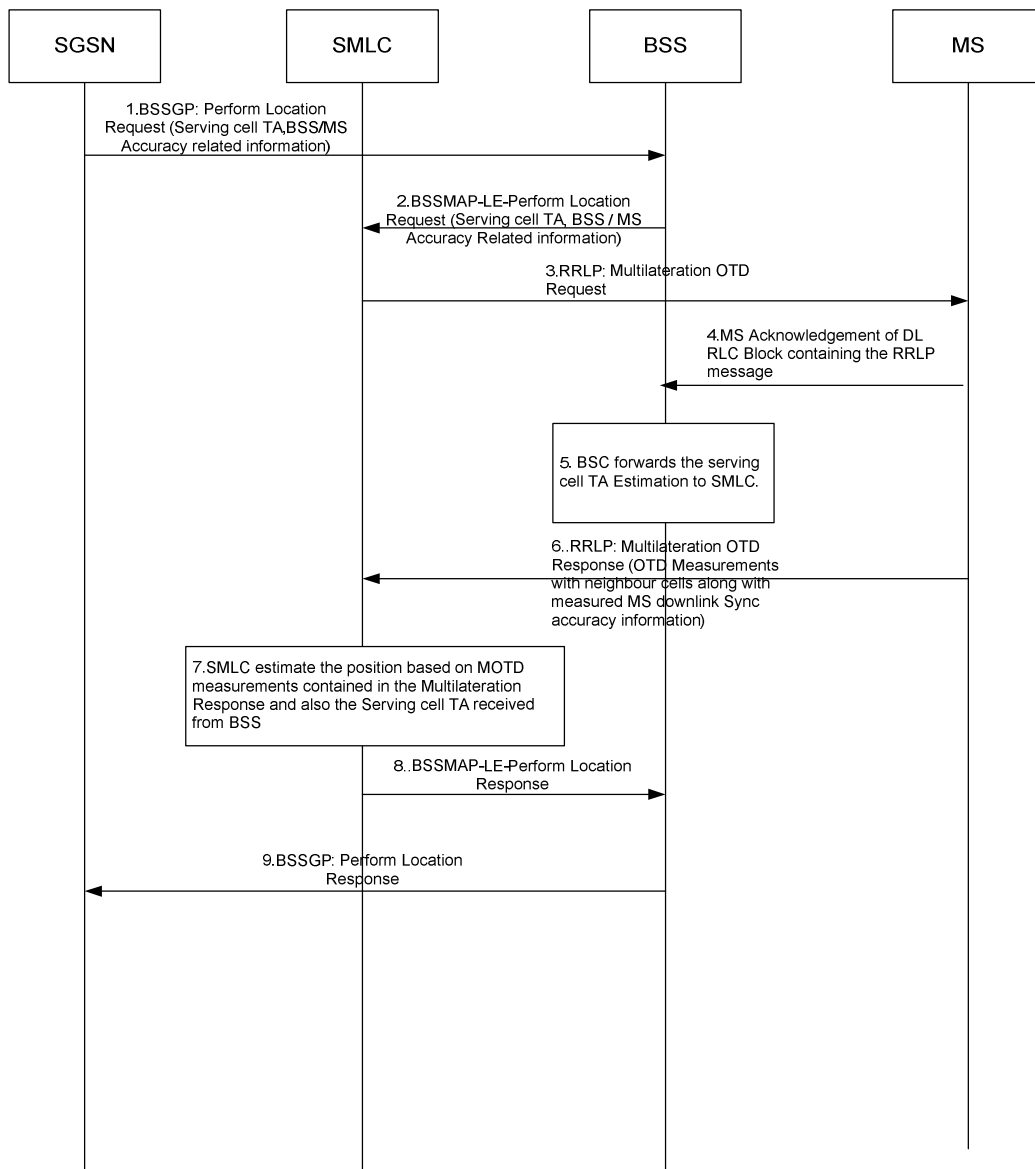 SGSN
SMLC
BSS
MS
1.BSSGP: Perform Location
Request (Serving cell TA,BSS/MS
Accuracy related information)
2.BSSMAP-LE-Perform Location
Request (Serving cell TA, BSS / MS
Accuracy Related information)
3.RRLP: Multilateration OTD
Request
4.MS Acknowledgement of DL
RLC Block containing the RRLP
message
5. BSC forwards the serving
cell TA Estimation to SMLC.
6..RRLP: Multilateration OTD
Response (OTD Measurements
with neighbour cells along with
measured MS downlink Sync
accuracy information)
7.SMLC estimate the position based on MOTD
measurements contained in the Multilateration
Response and also the Serving cell TA received
from BSS
8..BSSMAP-LE-Perform Location
Response
9.BSSGP: Perform Location
Response